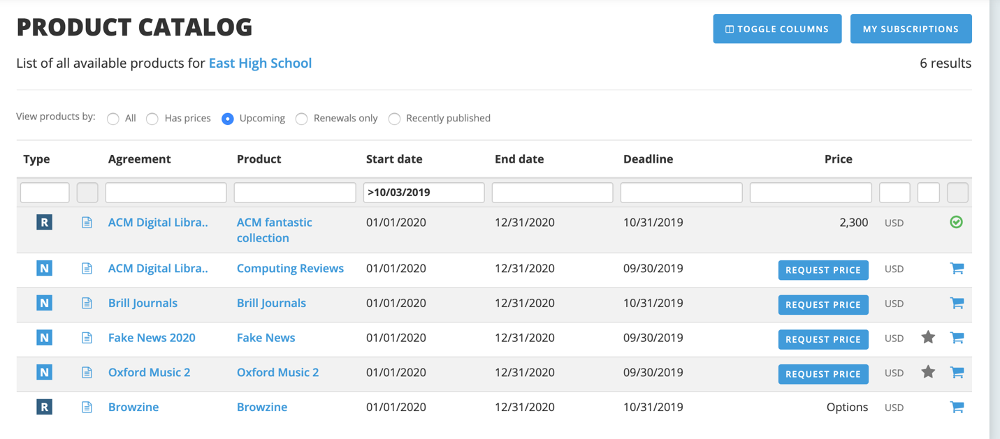 PRODUCT CATALOG
TOGGLE COLUMNS
MY SUBSCRIPTIONS
List of all available products for East High School
6 results
View products by: All Has prices Upcoming Renewals only Recently published
Type Agreement Product Start date End date Deadline Price
>10/03/2019
R ACM Digital Libra.. ACM fantastic 01/01/2020 12/31/2020 10/31/2019 2,300 USD
collection
N ACM Digital Libra.. Computing Reviews 01/01/2020 12/31/2020 09/30/2019 REQUEST PRICE USD
N Brill Journals Brill Journals 01/01/2020 12/31/2020 10/31/2019 REQUEST PRICE USD
N Fake News 2020 Fake News 01/01/2020 12/31/2020 09/30/2019 REQUEST PRICE USD
N Oxford Music 2 Oxford Music 2 01/01/2020 12/31/2020 09/30/2019 REQUEST PRICE USD
R Browzine Browzine 01/01/2020 12/31/2020 10/31/2019 Options USD